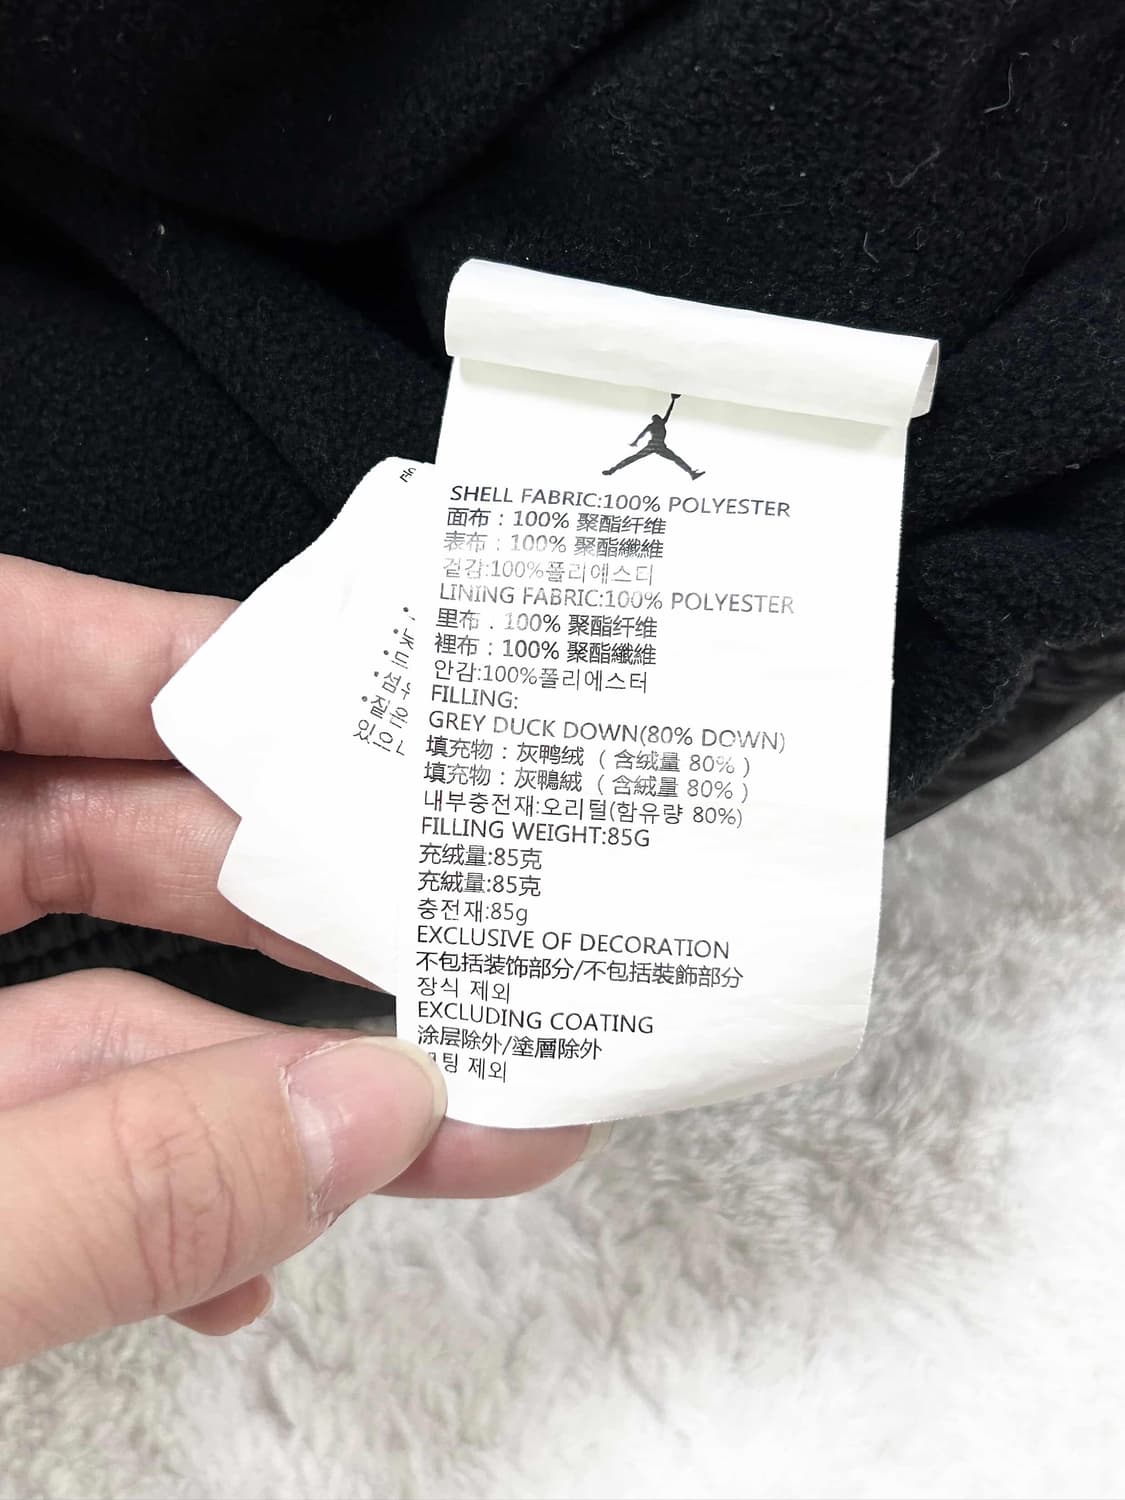 SHELL FABRIC:100% POLYESTER
面布：100% 聚酯纤维
表布：100% 聚酯纖維
겉감:100%폴리에스터
LINING FABRIC:100% POLYESTER
里布．100% 聚酯纤维
裡布：100% 聚酯纖維
안감:100%폴리에스터
FILLING:
GREY DUCK DOWN(80% DOWN)
填充物：灰鸭绒（含绒量 80%）
填充物：灰鴨絨（含絨量 80%）
내부충전재:오리털(함유량 80%)
FILLING WEIGHT:85G
充绒量:85克
充絨量:85克
충전재:85g
EXCLUSIVE OF DECORATION
不包括装饰部分/不包括裝飾部分
장식 제외
EXCLUDING COATING
涂层除外/塗層除外
제외